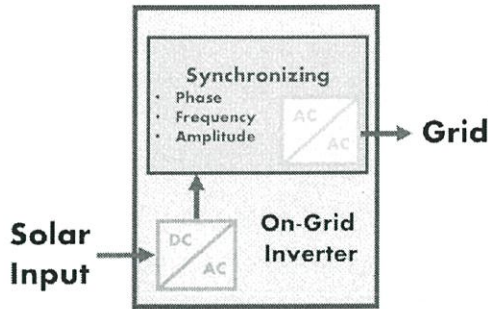 Synchronizing
• Phase
• Frequency
• Amplitude
AC
AC
Grid
Solar
Input
DC
AC
On-Grid
Inverter